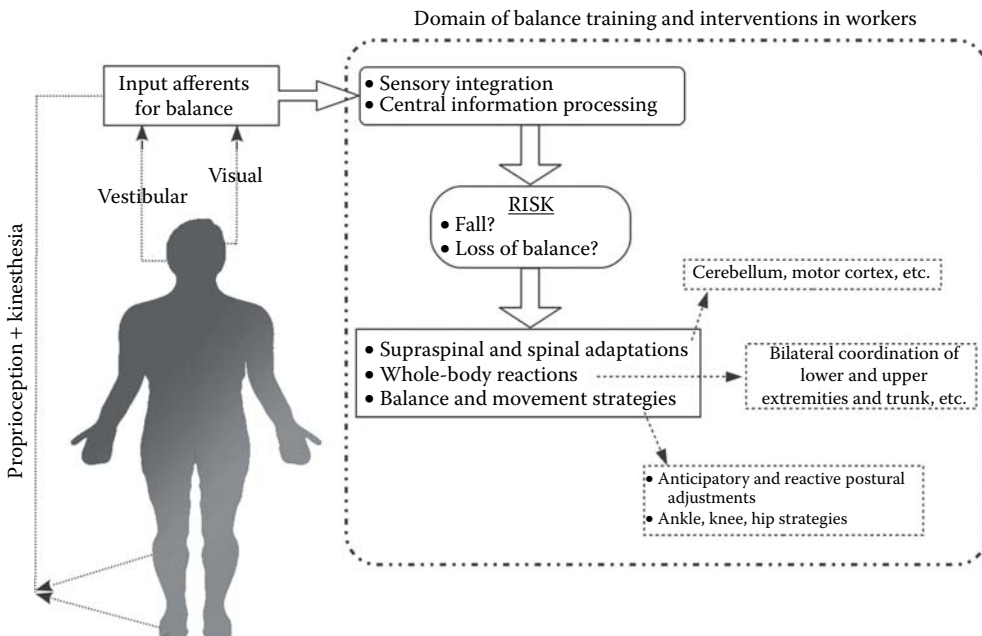 Domain of balance training and interventions in workers
Input afferents
for balance
• Sensory integration
• Central information processing
Visual
Vestibular
RISK
• Fall?
• Loss of balance?
Cerebellum, motor cortex, etc.
• Supraspinal and spinal adaptations
• Whole-body reactions
• Balance and movement strategies
Bilateral coordination of
lower and upper
extremities and trunk, etc.
• Anticipatory and reactive postural
adjustments
• Ankle, knee, hip strategies
Proprioception + kinesthesia